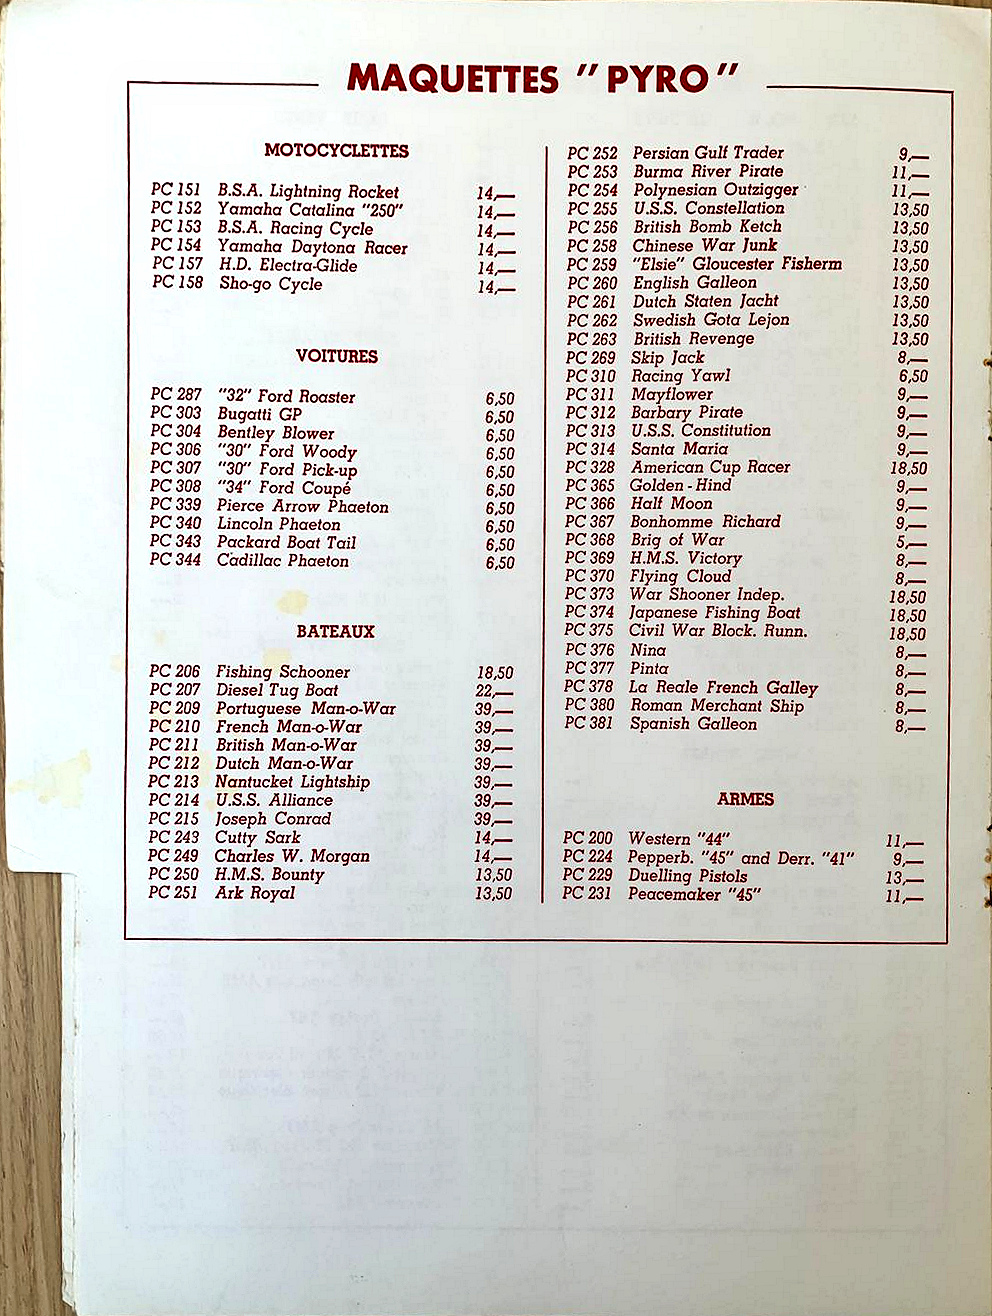 MAQUETTES "PYRO"
MOTOCYCLETTES
PC 151 B.S.A. Lightning Rocket 14,—
PC 152 Yamaha Catalina "250" 14,—
PC 153 B.S.A. Racing Cycle 14,—
PC 154 Yamaha Daytona Racer 14,—
PC 157 H.D. Electra-Glide 14,—
PC 158 Sho-go Cycle 14,—
VOITURES
PC 287 "32" Ford Roaster 6,50
PC 303 Bugatti GP 6,50
PC 304 Bentley Blower 6,50
PC 306 "30" Ford Woody 6,50
PC 307 "30" Ford Pick-up 6,50
PC 308 "34" Ford Coupé 6,50
PC 339 Pierce Arrow Phaeton 6,50
PC 340 Lincoln Phaeton 6,50
PC 343 Packard Boat Tail 6,50
PC 344 Cadillac Phaeton 6,50
BATEAUX
PC 206 Fishing Schooner 18,50
PC 207 Diesel Tug Boat 22,—
PC 209 Portuguese Man-o-War 39,—
PC 210 French Man-o-War 39,—
PC 211 British Man-o-War 39,—
PC 212 Dutch Man-o-War 39,—
PC 213 Nantucket Lightship 39,—
PC 214 U.S.S. Alliance 39,—
PC 215 Joseph Conrad 39,—
PC 243 Cutty Sark 14,—
PC 249 Charles W. Morgan 14,—
PC 250 H.M.S. Bounty 13,50
PC 251 Ark Royal 13,50
PC 252 Persian Gulf Trader 9,—
PC 253 Burma River Pirate 11,—
PC 254 Polynesian Outzigger 11,—
PC 255 U.S.S. Constellation 13,50
PC 256 British Bomb Ketch 13,50
PC 258 Chinese War Junk 13,50
PC 259 "Elsie" Gloucester Fisherm 13,50
PC 260 English Galleon 13,50
PC 261 Dutch Staten Jacht 13,50
PC 262 Swedish Gota Lejon 13,50
PC 263 British Revenge 13,50
PC 269 Skip Jack 8,—
PC 310 Racing Yawl 6,50
PC 311 Mayflower 9,—
PC 312 Barbary Pirate 9,—
PC 313 U.S.S. Constitution 9,—
PC 314 Santa Maria 9,—
PC 328 American Cup Racer 18,50
PC 365 Golden-Hind 9,—
PC 366 Half Moon 9,—
PC 367 Bonhomme Richard 9,—
PC 368 Brig of War 5,—
PC 369 H.M.S. Victory 8,—
PC 370 Flying Cloud 8,—
PC 373 War Shooner Indep. 18,50
PC 374 Japanese Fishing Boat 18,50
PC 375 Civil War Block. Runn. 18,50
PC 376 Nina 8,—
PC 377 Pinta 8,—
PC 378 La Reale French Galley 8,—
PC 380 Roman Merchant Ship 8,—
PC 381 Spanish Galleon 8,—
ARMES
PC 200 Western "44" 11,—
PC 224 Pepperb. "45" and Derr. "41" 9,—
PC 229 Duelling Pistols 13,—
PC 231 Peacemaker "45" 11,—